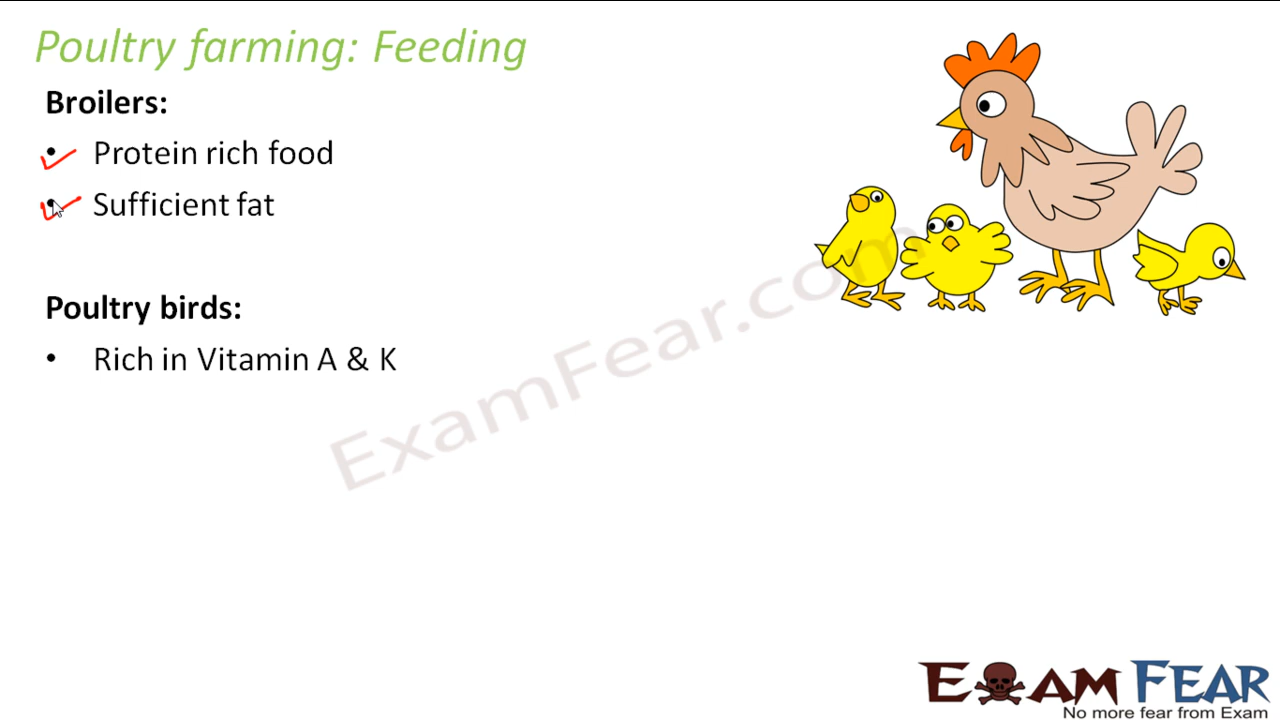 Poultry farming: Feeding
Broilers:
• Protein rich food
• Sufficient fat
Poultry birds:
• Rich in Vitamin A & K
ExamFear.com
EXAM FEAR
No more fear from Exam